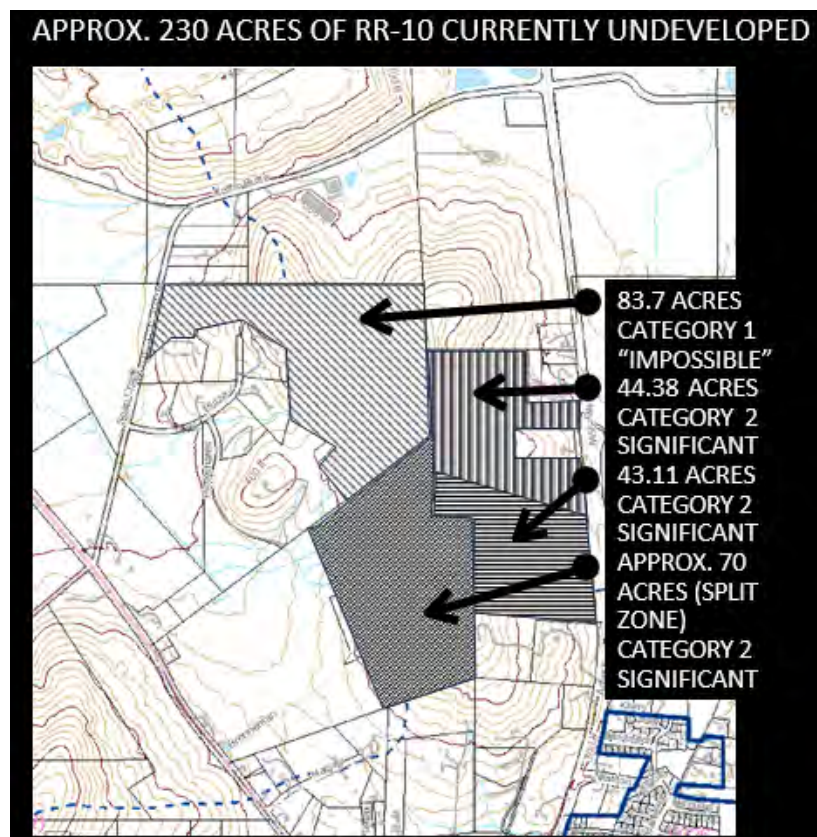 APPROX. 230 ACRES OF RR-10 CURRENTLY UNDEVELOPED
83.7 ACRES
CATEGORY 1
“IMPOSSIBLE”
44.38 ACRES
CATEGORY 2
SIGNIFICANT
43.11 ACRES
CATEGORY 2
SIGNIFICANT
APPROX. 70
ACRES (SPLIT
ZONE)
CATEGORY 2
SIGNIFICANT